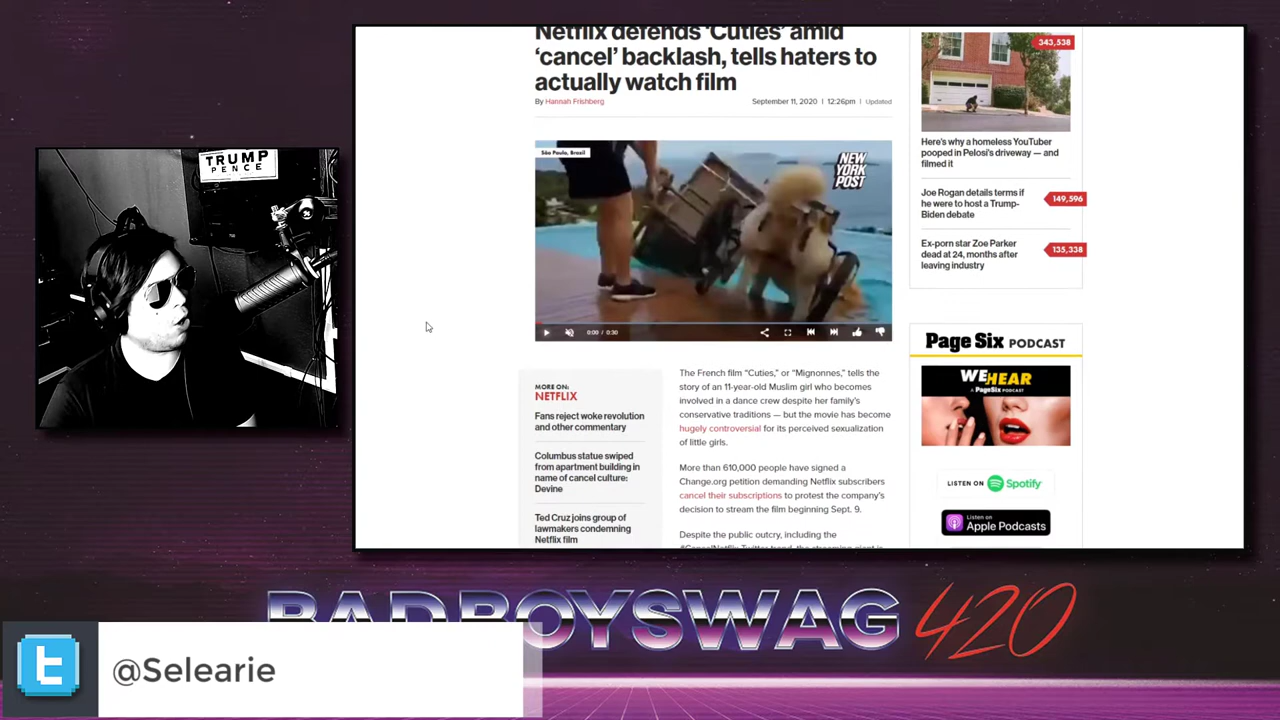 Netflix defends 'Cuties' amid
'cancel' backlash, tells haters to
actually watch film
By Hannah Frishberg
September 11, 2020 | 12:26pm | Updated
São Paulo, Brazil
NEW
YORK
POST
0:00 / 0:30
MORE ON:
NETFLIX
Fans reject woke revolution
and other commentary
Columbus statue swiped
from apartment building in
name of cancel culture:
Devine
Ted Cruz joins group of
lawmakers condemning
Netflix film
The French film "Cuties," or "Mignonnes," tells the
story of an 11-year-old Muslim girl who becomes
involved in a dance crew despite her family's
conservative traditions — but the movie has become
hugely controversial for its perceived sexualization
of little girls.
More than 610,000 people have signed a
Change.org petition demanding Netflix subscribers
cancel their subscriptions to protest the company's
decision to stream the film beginning Sept. 9.
Despite the public outcry, including the
#CancelNetflix Twitter trend, the streaming giant is
343,538
Here's why a homeless YouTuber
pooped in Pelosi's driveway — and
filmed it
Joe Rogan details terms if
he were to host a Trump-
Biden debate
149,596
Ex-porn star Zoe Parker
dead at 24, months after
leaving industry
135,338
Page Six PODCAST
WE HEAR
A PageSix PODCAST
LISTEN ON Spotify
Listen on
Apple Podcasts
TRUMP
PENCE
BADBOYSWAG 420
@Selearie